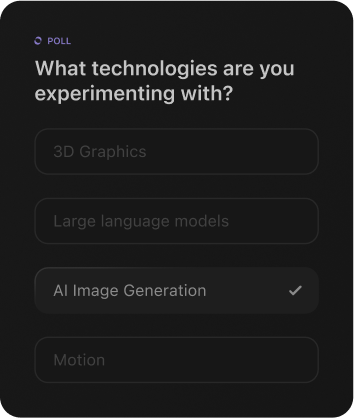 POLL
What technologies are you
experimenting with?
3D Graphics
Large language models
AI Image Generation
Motion